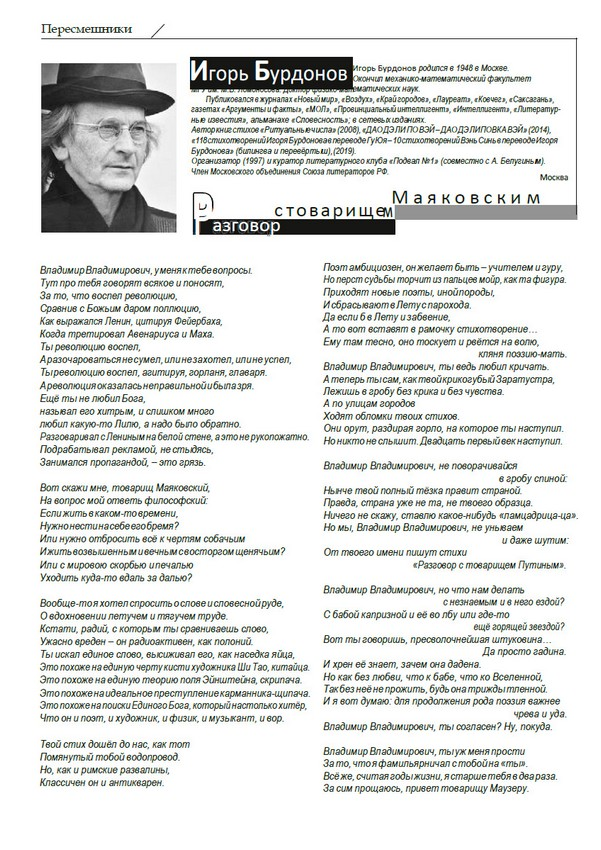 Пересмешники
Игорь Бурдонов
Игорь Бурдонов родился в 1948 в Москве.
Окончил механико-математический факультет
МГУ им. М.В. Ломоносова. Доктор физико-математических наук.
Публиковался в журналах «Новый мир», «Воздух», «Край городов», «Лауреат», «Ковчег», «Саксагань»,
газетах «Аргументы и факты», «МОЛ», «Провинциальный интеллигент», «Интеллигент», «Литератур-
ные известия», альманахе «Словесность»; в сетевых изданиях.
Автор книг стихов «Ритуальные числа» (2008), «ДАО ДЭ ЛИ ПО ВЭЙ – ДАО ДЭ ЛИПОВКА ВЭЙ» (2014),
«118 стихотворений Игоря Бурдонова в переводе Гу Юя – 10 стихотворений Вэнь Синь в переводе Игоря
Бурдонова» (билингва и перевёртыш), (2019).
Организатор (1997) и куратор литературного клуба «Подвал №1» (совместно с А. Белугиным).
Член Московского объединения Союза литераторов РФ.
Москва
Разговор с товарищем Маяковским
Владимир Владимирович, у меня к тебе вопросы.
Тут про тебя говорят всякое и поносят,
За то, что воспел революцию,
Сравнив с Божьим даром поллюцию,
Как выражался Ленин, цитируя Фейербаха,
Когда третировал Авенариуса и Маха.
Ты революцию воспел,
А разочароваться не сумел, или не захотел, или не успел,
Ты революцию воспел, агитируя, горланя, главаря.
А революция оказалась неправильной и была зря.
Ещё ты не любил Бога,
называл его хитрым, и слишком много
любил какую-то Лилю, а надо было обратно.
Разговаривал с Лениным на белой стене, а это не рукопожатно.
Подрабатывал рекламой, не стыдясь,
Занимался пропагандой, – это грязь.
Вот скажи мне, товарищ Маяковский,
На вопрос мой ответь философский:
Если жить в каком-то времени,
Нужно нести на себе его бремя?
Или нужно отбросить всё к чертям собачьим
И жить возвышенным и вечным с восторгом щенячьим?
Или с мировою скорбью и печалью
Уходить куда-то вдаль за далью?
Вообще-то я хотел спросить о слове и словесной руде,
О вдохновении летучем и тягучем труде.
Кстати, радий, с которым ты сравниваешь слово,
Ужасно вреден – он радиоактивен, как полоний.
Ты искал единое слово, высиживал его, как наседка яйца,
Это похоже на единую черту кисти художника Ши Тао, китайца.
Это похоже на единую теорию поля Эйнштейна, скрипача.
Это похоже на идеальное преступление карманника-щипача.
Это похоже на поиски Единого Бога, который настолько хитёр,
Что он и поэт, и художник, и физик, и музыкант, и вор.
Твой стих дошёл до нас, как тот
Помянутый тобой водопровод.
Но, как и римские развалины,
Классичен он и антикварен.
Поэт амбициозен, он желает быть – учителем и гуру,
Но перст судьбы торчит из пальцев мойр, как та фигура.
Приходят новые поэты, иной породы,
И сбрасывают в Лету с парохода.
Да если б в Лету и забвение,
А то вот вставят в рамочку стихотворение…
Ему там тесно, оно тоскует и рвётся на волю,
кляня поэзию-мать.
Владимир Владимирович, ты ведь любил кричать.
А теперь ты сам, как твой крикогубый Заратустра,
Лежишь в гробу без крика и без чувства.
А по улицам городов
Ходят обломки твоих стихов.
Они орут, раздирая горло, на которое ты наступил.
Но никто не слышит. Двадцать первый век наступил.
Владимир Владимирович, не поворачивайся
в гробу спиной:
Нынче твой полный тёзка правит страной.
Правда, страна уже не та, не твоего образца.
Ничего не скажу, ставлю какое-нибудь «ламцадрица-ца».
Но мы, Владимир Владимирович, не унываем
и даже шутим:
От твоего имени пишут стихи
«Разговор с товарищем Путиным».
Владимир Владимирович, но что нам делать
с незнаемым и в него ездой?
С бабой капризной и её во лбу или где-то
ещё горящей звездой?
Вот ты говоришь, пресволочнейшая штуковина…
Да просто гадина.
И хрен её знает, зачем она дадена.
Но как без любви, что к бабе, что ко Вселенной,
Так без неё не прожить, будь она трижды тленной.
И я вот думаю: для продолжения рода поэзия важнее
чрева и уда.
Владимир Владимирович, ты согласен? Ну, покуда.
Владимир Владимирович, ты уж меня прости
За то, что я фамильярничал с тобой на «ты».
Всё же, считая годы жизни, я старше тебя в два раза.
За сим прощаюсь, привет товарищу Маузеру.